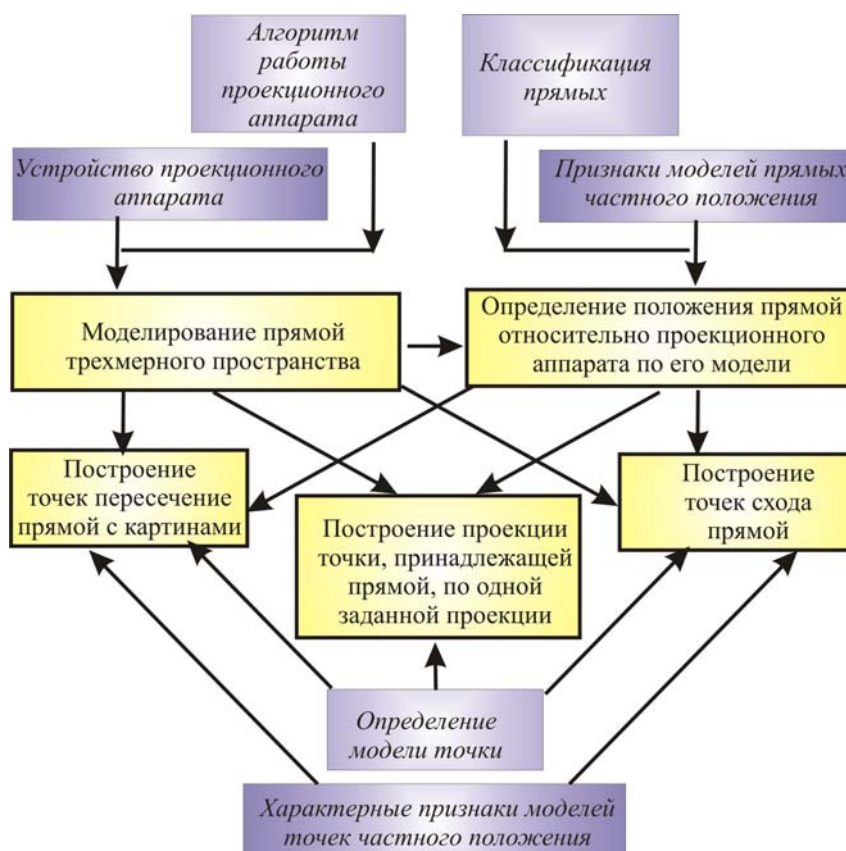 Алгоритм
работы
проекционного
аппарата
Классификация
прямых
Устройство проекционного
аппарата
Признаки моделей прямых
частного положения
Моделирование прямой
трехмерного пространства
Определение положения прямой
относительно проекционного
аппарата по его модели
Построение
точек пересечение
прямой с картинами
Построение проекции
точки, принадлежащей
прямой, по одной
заданной проекции
Построение
точек схода
прямой
Определение
модели точки
Характерные признаки моделей
точек частного положения